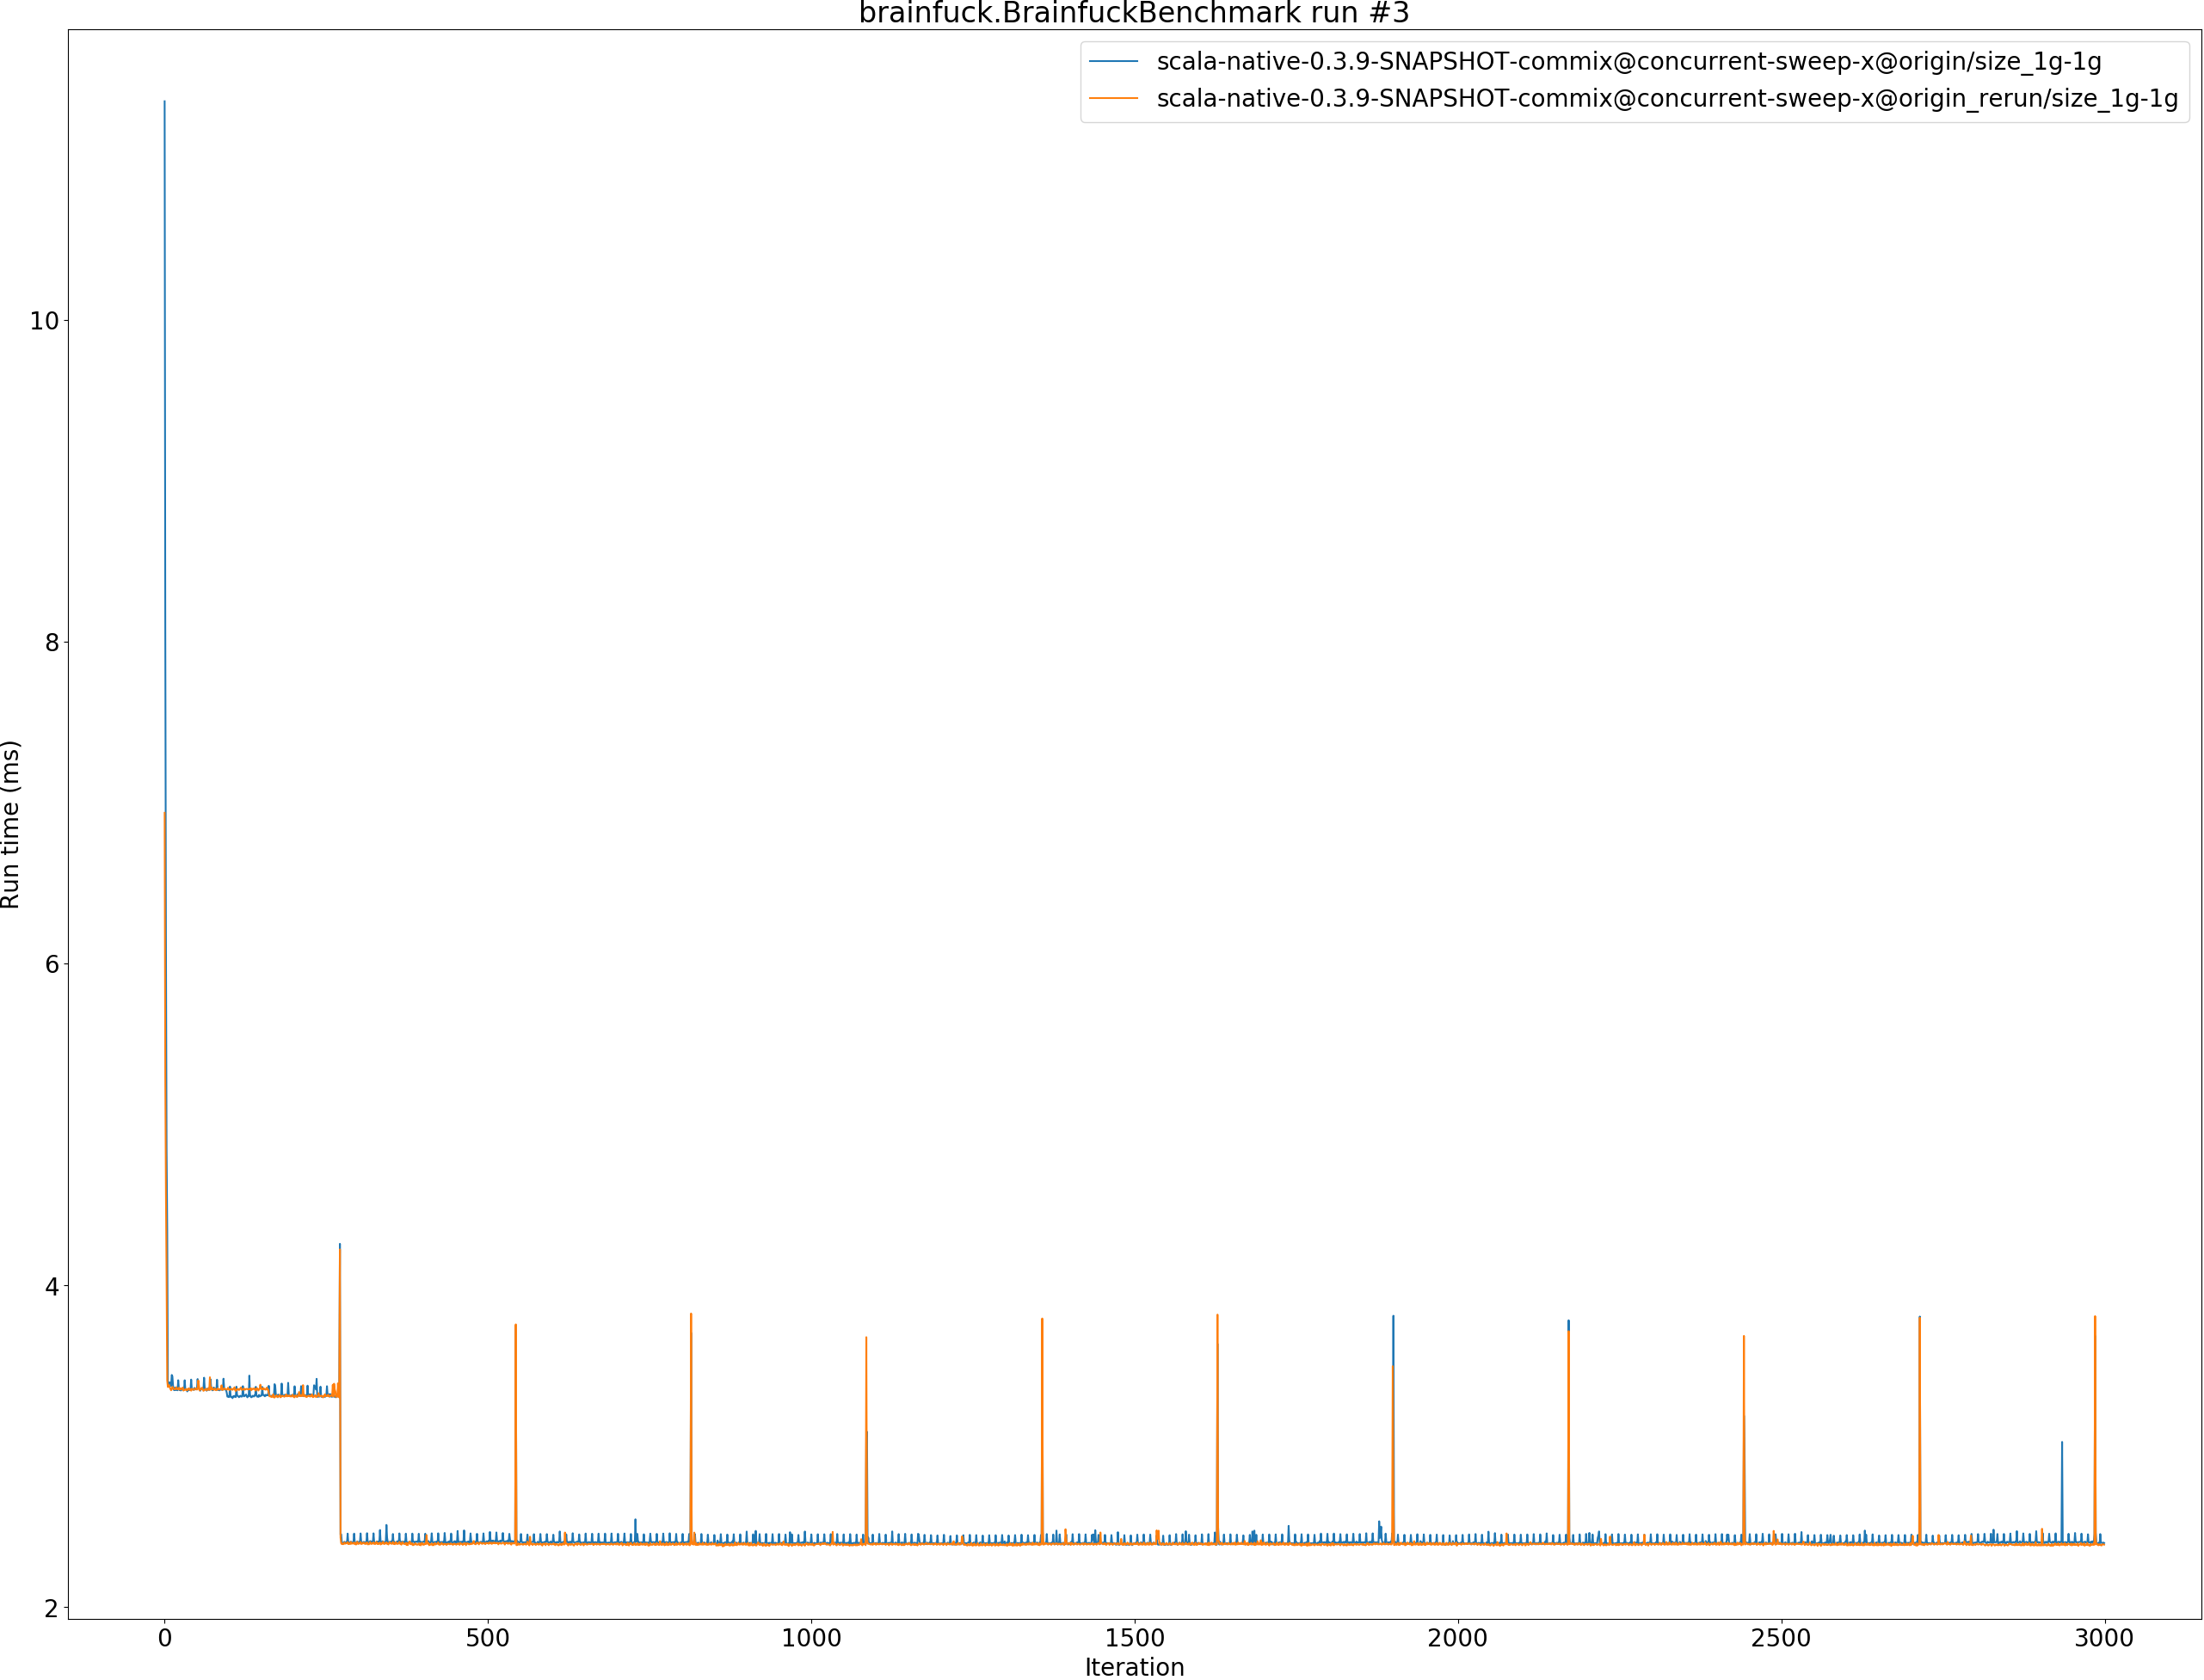 brainfuck.BrainfuckBenchmark run #3
scala-native-0.3.9-SNAPSHOT-commix@concurrent-sweep-x@origin/size_1g-1g
scala-native-0.3.9-SNAPSHOT-commix@concurrent-sweep-x@origin_rerun/size_1g-1g
Run time (ms)
10
8
6
4
2
0 500 1000 1500 2000 2500 3000
Iteration